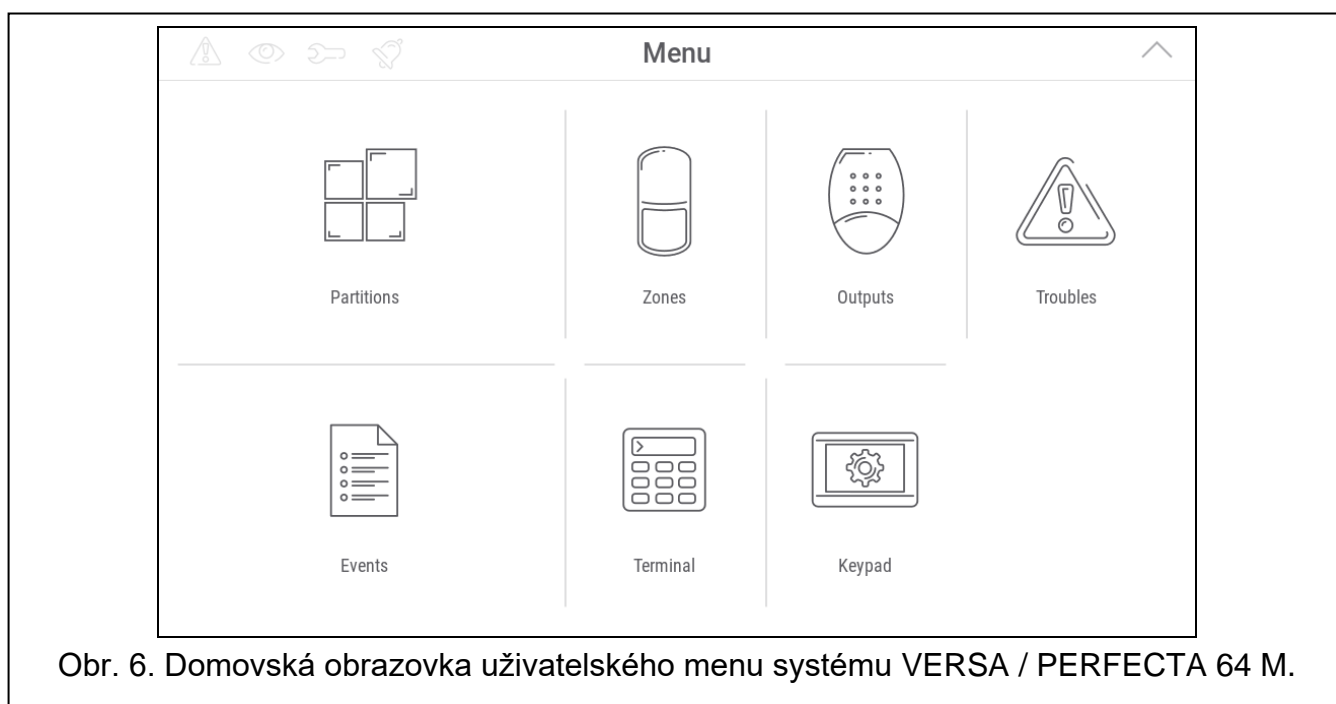 Menu
Partitions
Zones
Outputs
Troubles
Events
Terminal
Keypad
Obr. 6. Domovská obrazovka uživatelského menu systému VERSA / PERFECTA 64 M.